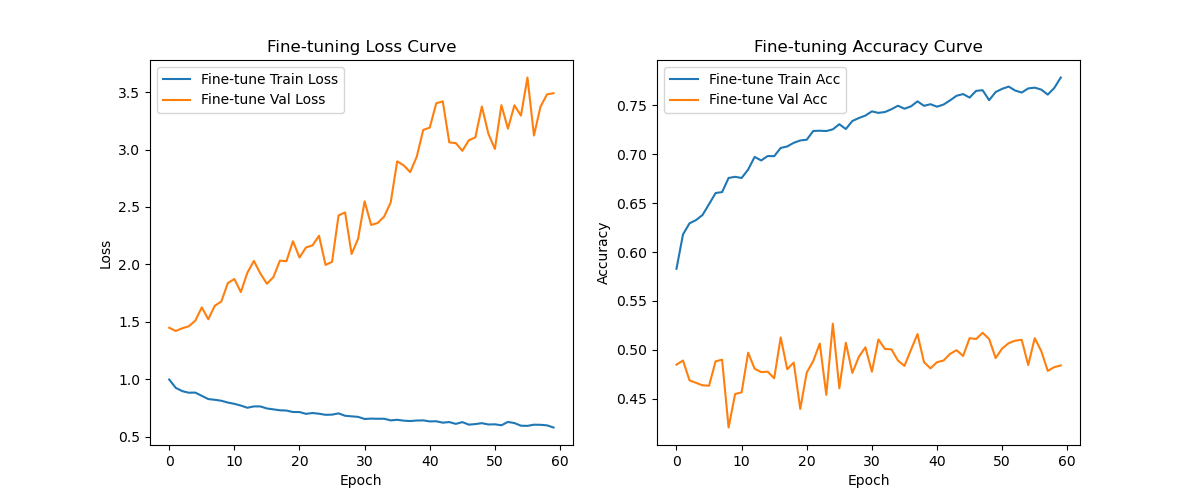 Fine-tuning Loss Curve
Fine-tune Train Loss
Fine-tune Val Loss
3.5
3.0
2.5
2.0
1.5
1.0
0.5
Loss
0 10 20 30 40 50 60
Epoch
Fine-tuning Accuracy Curve
Fine-tune Train Acc
Fine-tune Val Acc
0.75
0.70
0.65
0.60
0.55
0.50
0.45
Accuracy
0 10 20 30 40 50 60
Epoch